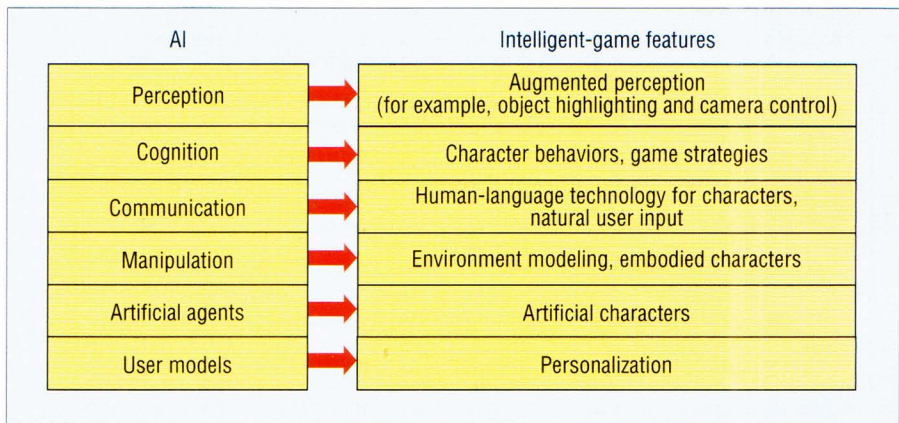 AI Intelligent-game features
Perception Augmented perception
(for example, object highlighting and camera control)
Cognition Character behaviors, game strategies
Communication Human-language technology for characters,
natural user input
Manipulation Environment modeling, embodied characters
Artificial agents Artificial characters
User models Personalization